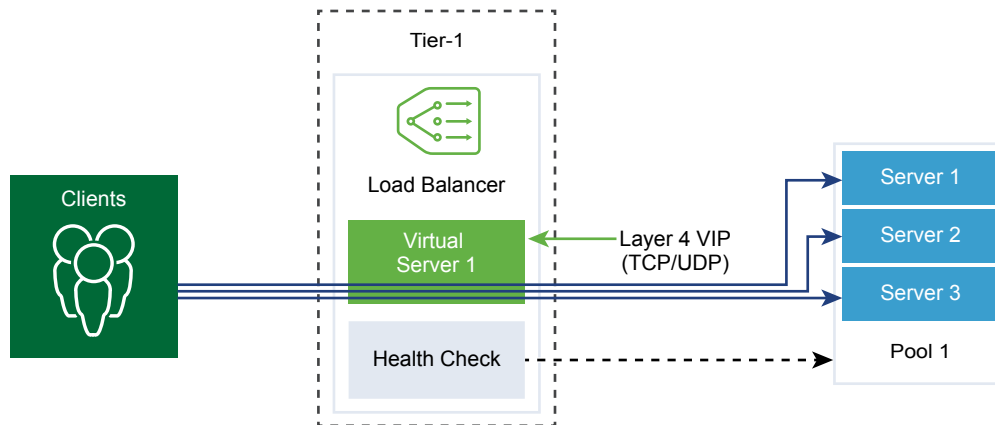 Tier-1
Load Balancer
Clients
Virtual
Server 1
Layer 4 VIP
(TCP/UDP)
Health Check
Server 1
Server 2
Server 3
Pool 1